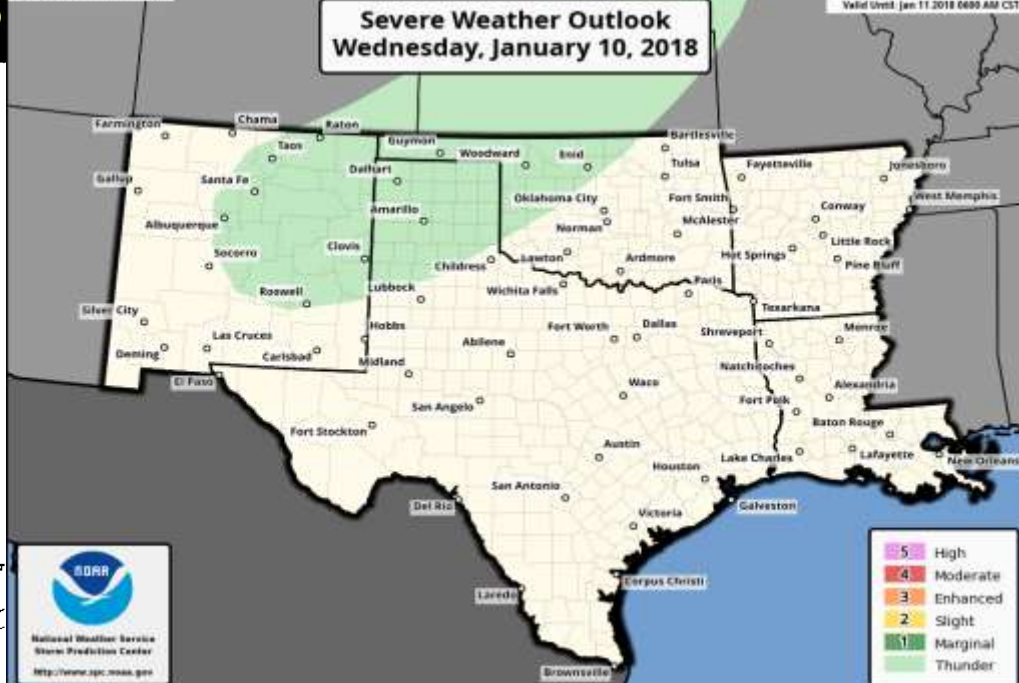 Valid Until: Jan 11 2018 0600 AM CST
Severe Weather Outlook
Wednesday, January 10, 2018
Farmington
Chama
Raton
Taos
Guymon
Woodward
Enid
Bartlesville
Gallup
Santa Fe
Dalhart
Tulsa
Fayetteville
Jonesboro
Albuquerque
Amarillo
Oklahoma City
Fort Smith
West Memphis
Norman
McAlester
Conway
Socorro
Clovis
Childress
Lawton
Ardmore
Hot Springs
Little Rock
Pine Bluff
Roswell
Lubbock
Wichita Falls
Paris
Texarkana
Silver City
Las Cruces
Hobbs
Fort Worth
Dallas
Shreveport
Monroe
Deming
Carlsbad
Midland
Abilene
Natchitoches
El Paso
San Angelo
Waco
Fort Polk
Alexandria
Fort Stockton
Austin
Baton Rouge
Houston
Lake Charles
Lafayette
New Orleans
Del Rio
San Antonio
Victoria
Galveston
Laredo
Corpus Christi
Brownsville
NOAA
National Weather Service
Storm Prediction Center
http://www.spc.noaa.gov
5 High
4 Moderate
3 Enhanced
2 Slight
1 Marginal
Thunder